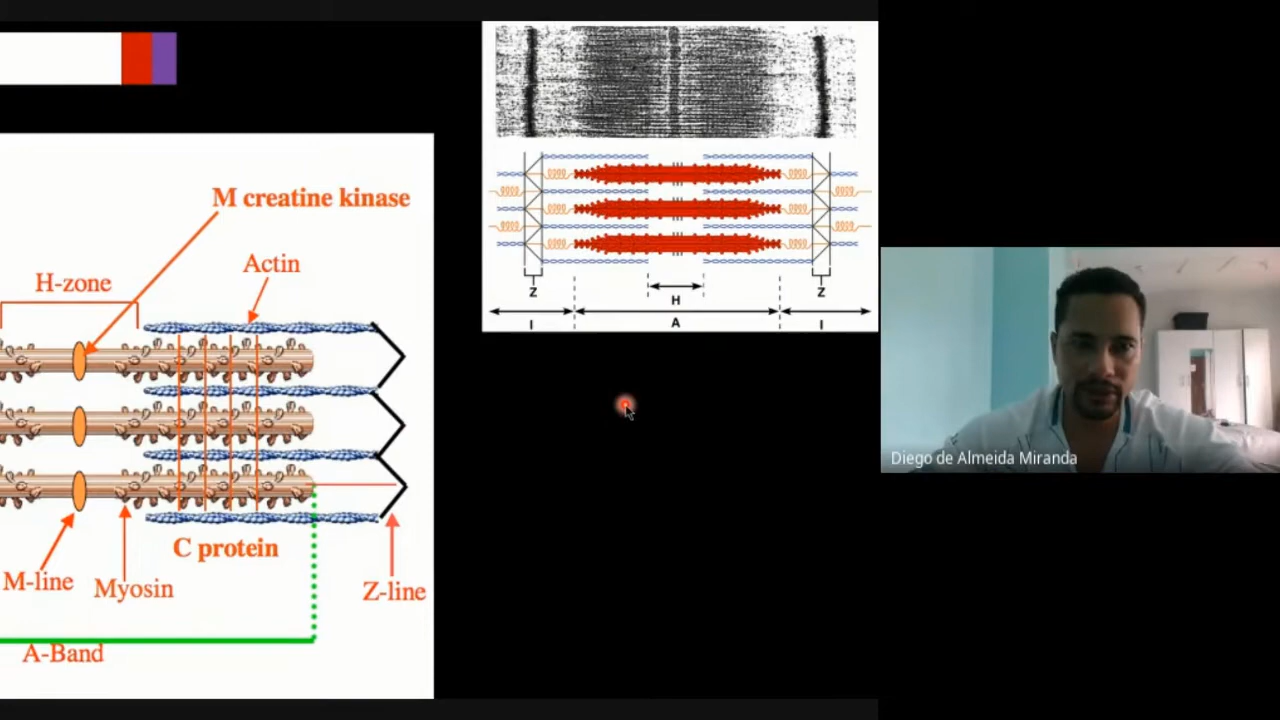 M creatine kinase
Actin
H-zone
C protein
M-line
Myosin
Z-line
A-Band
Z
Z
H
A
I
I
Diego de Almeida Miranda